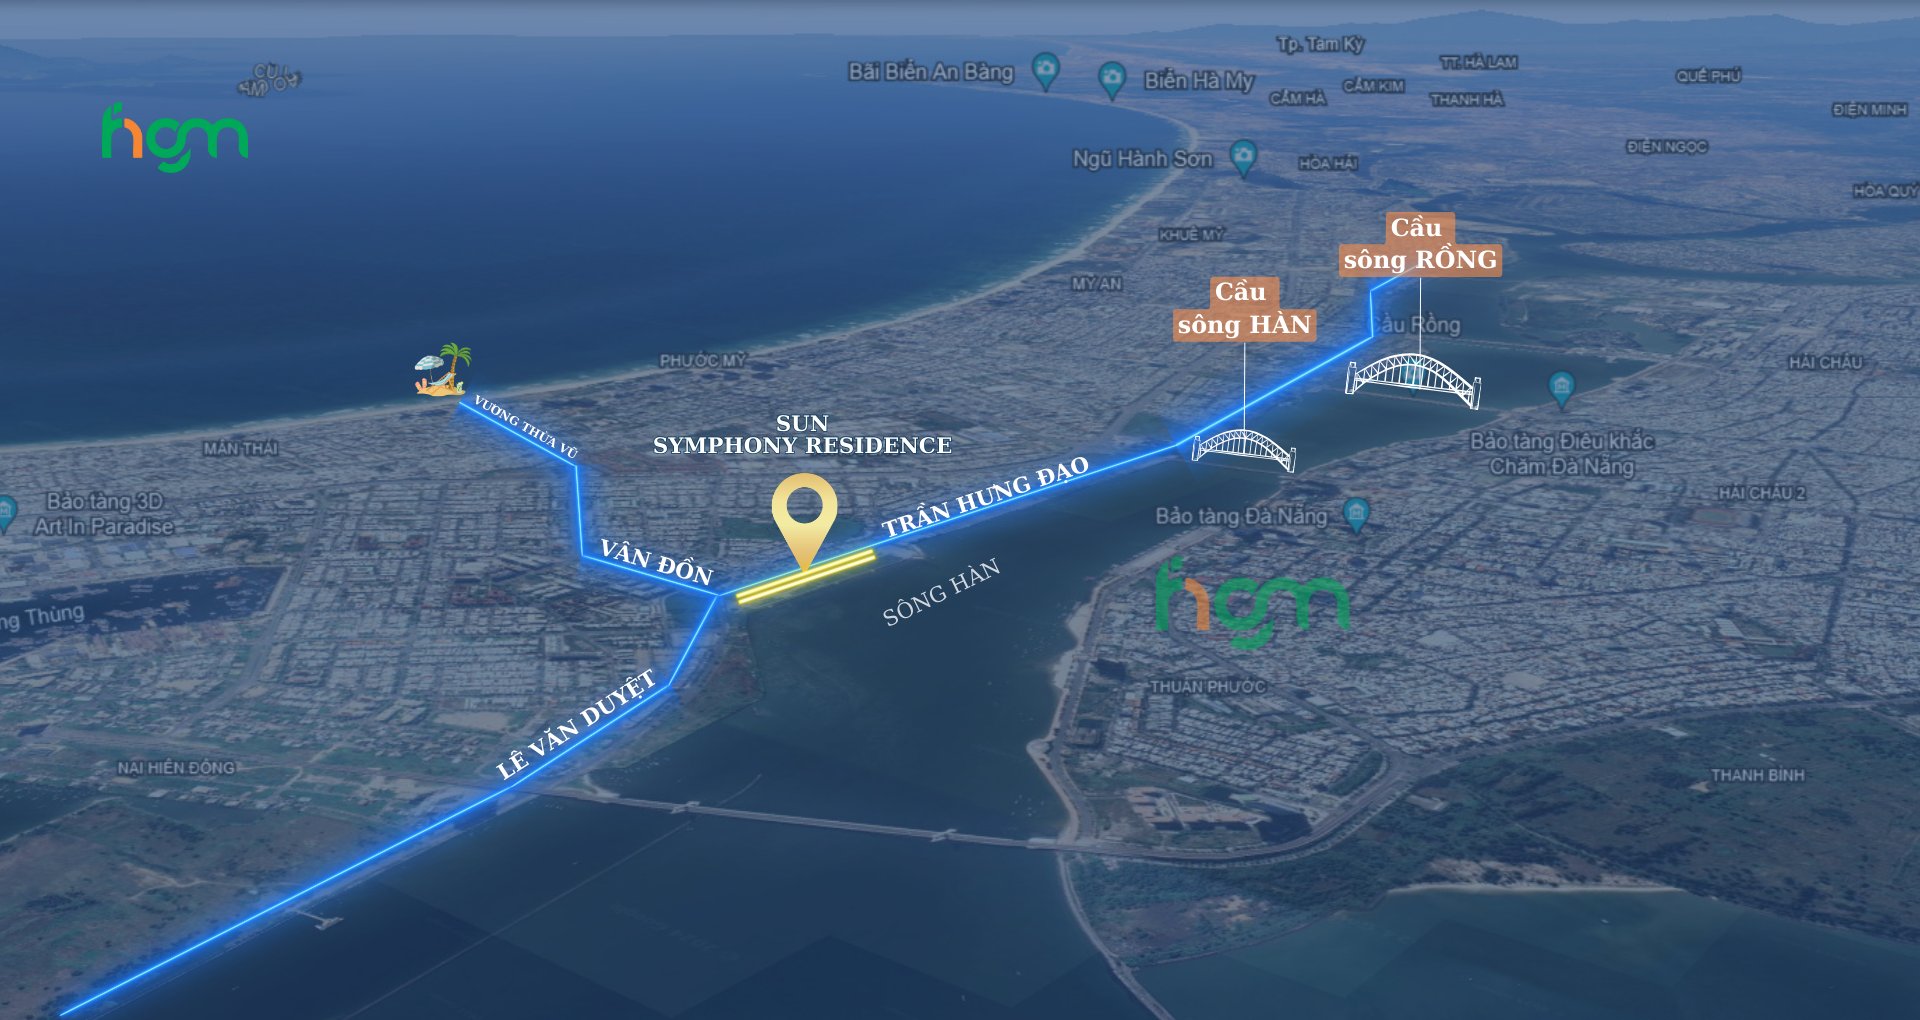 Tp. Tam Kỳ
TT. HÀ LAM
Bãi Biển An Bàng
Biển Hà My
QUẾ PHÚ
CẨM KIM
CẨM HÀ
THANH HÀ
ĐIỆN MINH
hgm
ĐIỆN NGỌC
Ngũ Hành Sơn
HÒA HẢI
HÒA QUÝ
KHUÊ MỸ
Cầu
sông RỒNG
MỸ AN
Cầu
sông HÀN
Cầu Rồng
PHƯỚC MỸ
HẢI CHÂU
VƯƠNG THỪA VŨ
SUN
SYMPHONY RESIDENCE
MÂN THÁI
Bảo tàng Điêu khắc
Chăm Đà Nẵng
TRẦN HƯNG ĐẠO
HẢI CHÂU 2
Bảo tàng 3D
Art In Paradise
Bảo tàng Đà Nẵng
VÂN ĐỒN
SÔNG HÀN
hgm
ng Thùng
LÊ VĂN DUYỆT
THUẬN PHƯỚC
NẠI HIÊN ĐÔNG
THANH BÌNH